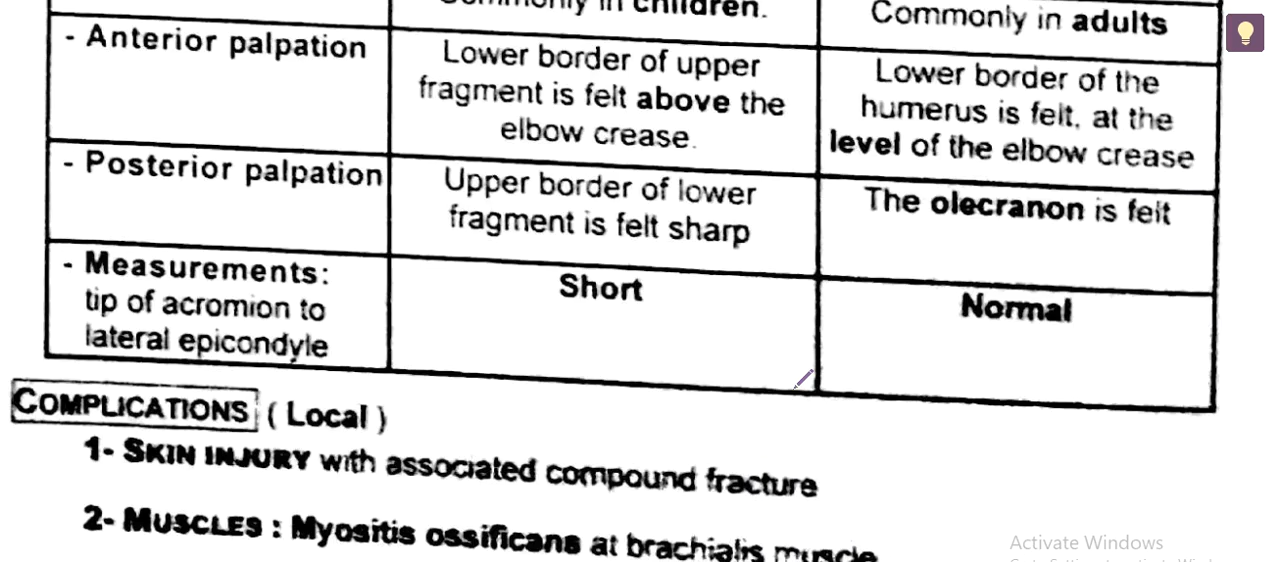 Commonly in children.
Commonly in adults
- Anterior palpation
Lower border of upper
fragment is felt above the
elbow crease.
Lower border of the
humerus is felt, at the
level of the elbow crease
- Posterior palpation
Upper border of lower
fragment is felt sharp
The olecranon is felt
- Measurements:
tip of acromion to
lateral epicondyle
Short
Normal
COMPLICATIONS ( Local )
1- SKIN INJURY with associated compound fracture
2- MUSCLES : Myositis ossificans at brachialis muscle
Activate Windows